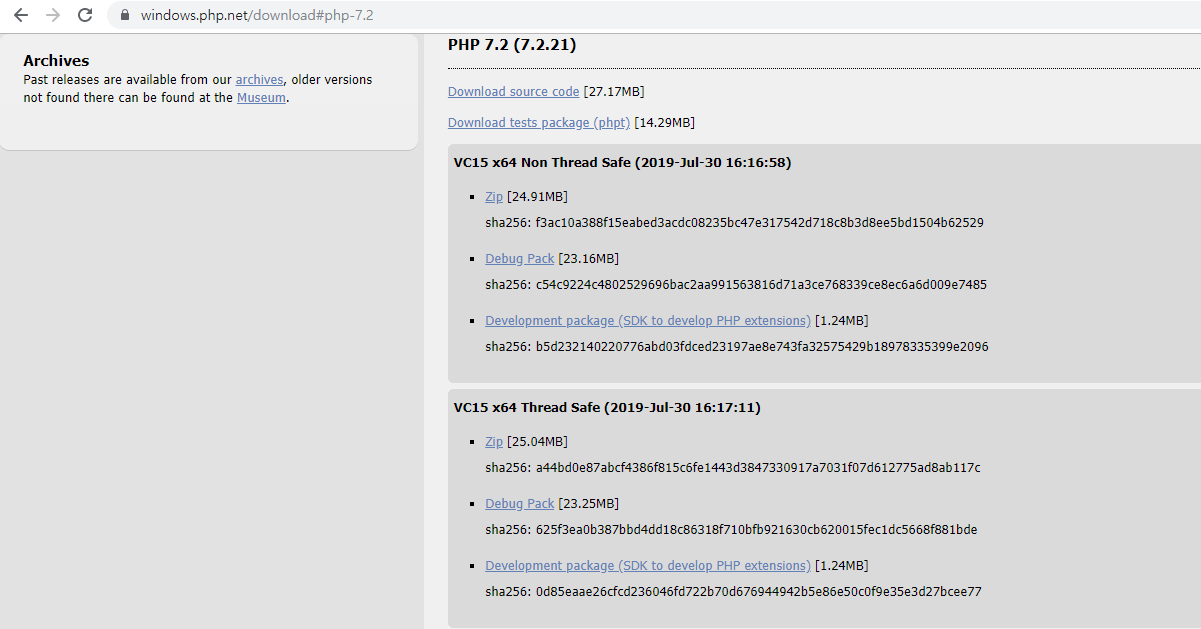 windows.php.net/download#php-7.2
Archives
Past releases are available from our archives, older versions
not found there can be found at the Museum.
PHP 7.2 (7.2.21)
Download source code [27.17MB]
Download tests package (phpt) [14.29MB]
VC15 x64 Non Thread Safe (2019-Jul-30 16:16:58)
Zip [24.91MB]
sha256: f3ac10a388f15eabed3acdc08235bc47e317542d718c8b3d8ee5bd1504b62529
Debug Pack [23.16MB]
sha256: c54c9224c4802529696bac2aa991563816d71a3ce768339ce8ec6a6d009e7485
Development package (SDK to develop PHP extensions) [1.24MB]
sha256: b5d232140220776abd03fdced23197ae8e743fa32575429b18978335399e2096
VC15 x64 Thread Safe (2019-Jul-30 16:17:11)
Zip [25.04MB]
sha256: a44bd0e87abcf4386f815c6fe1443d3847330917a7031f07d612775ad8ab117c
Debug Pack [23.25MB]
sha256: 625f3ea0b387bbd4dd18c86318f710bfb921630cb620015fec1dc5668f881bde
Development package (SDK to develop PHP extensions) [1.24MB]
sha256: 0d85eaae26cfcd236046fd722b70d676944942b5e86e50c0f9e35e3d27bcee77